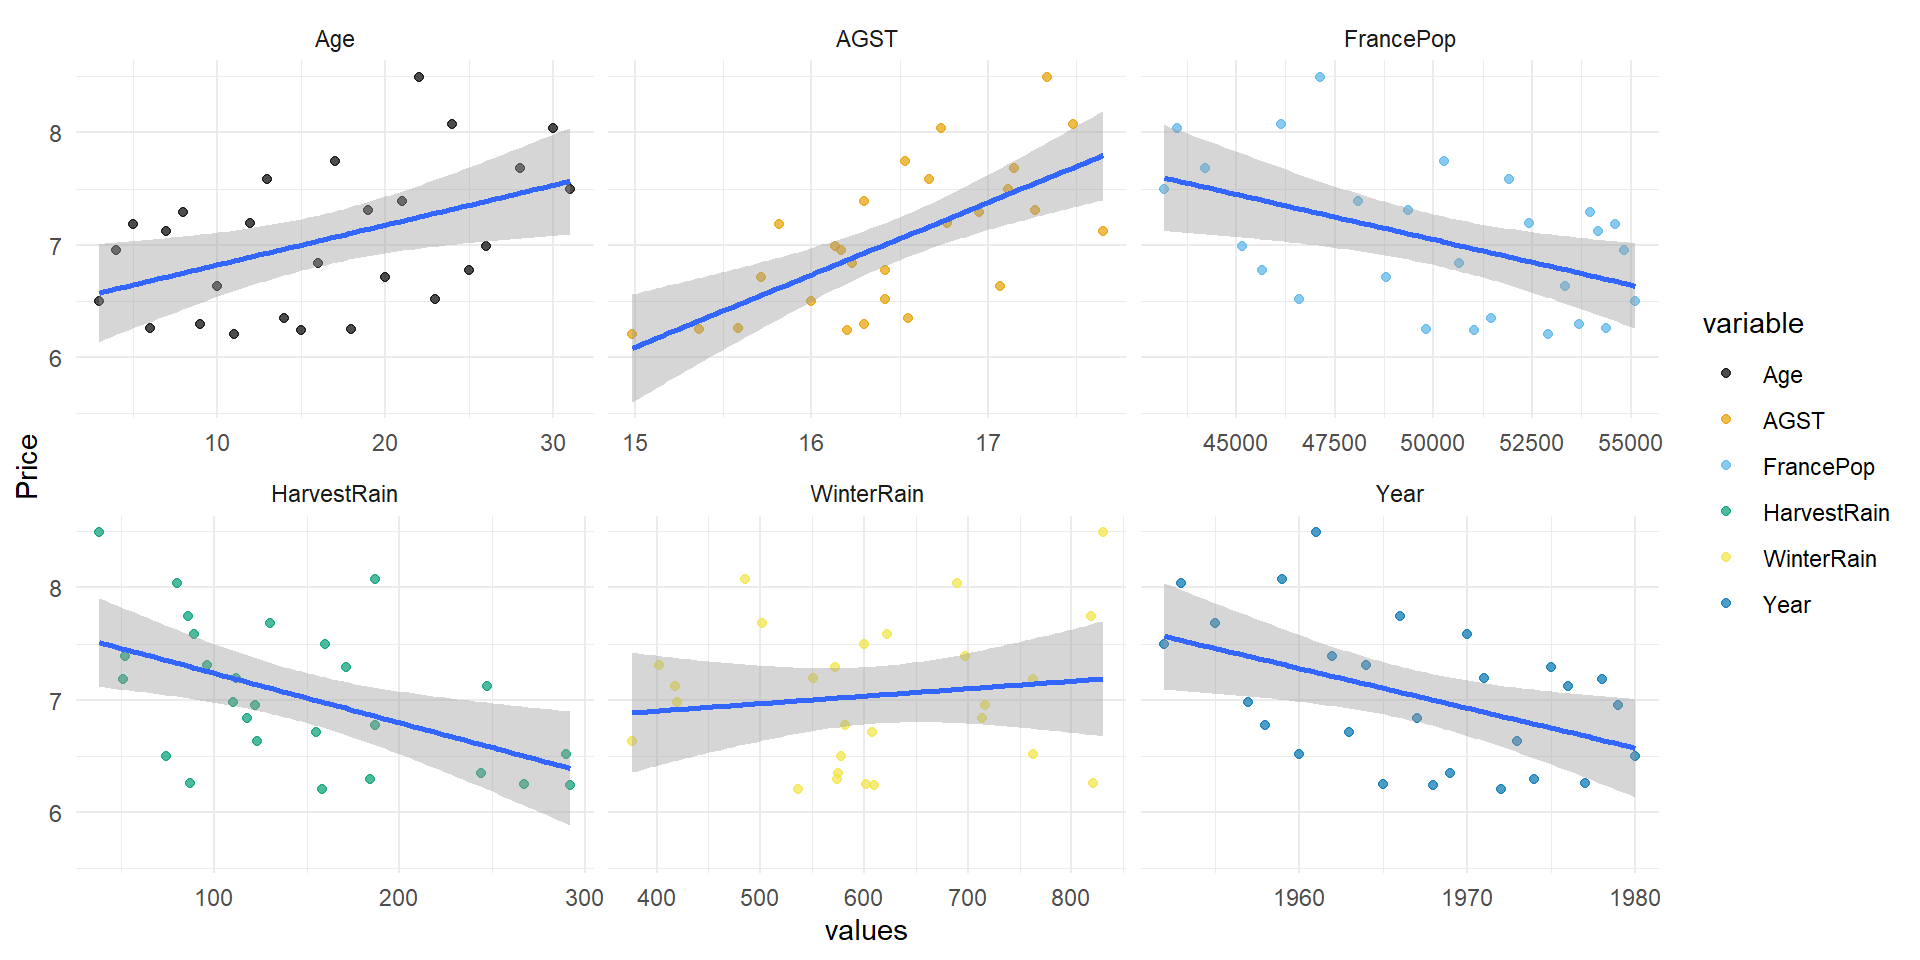 Age AGST FrancePop
8
7
6
10 20 30
15 16 17
45000 47500 50000 52500 55000
Price
HarvestRain WinterRain Year
8
7
6
100 200 300
400 500 600 700 800
1960 1970 1980
values
variable
Age
AGST
FrancePop
HarvestRain
WinterRain
Year